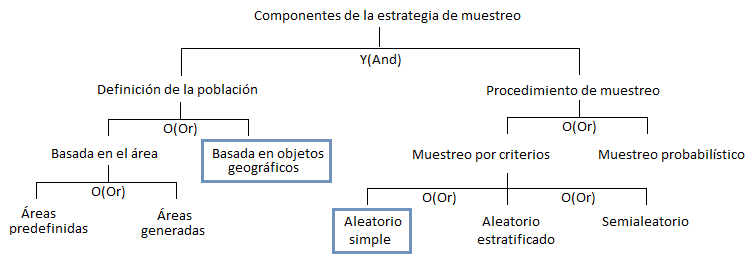 Componentes de la estrategia de muestreo
Y(And)
Definición de la población
Procedimiento de muestreo
O(Or)
O(Or)
Basada en el área
Basada en objetos
geográficos
Muestreo por criterios
Muestreo probabilístico
O(Or)
O(Or)
O(Or)
Áreas
predefinidas
Áreas
generadas
Aleatorio
simple
Aleatorio
estratificado
Semialeatorio